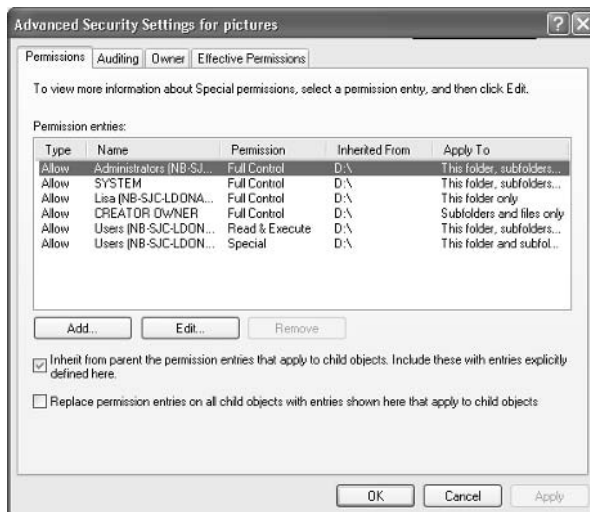 Advanced Security Settings for pictures
Permissions Auditing Owner Effective Permissions
To view more information about Special permissions, select a permission entry, and then click Edit.
Permission entries:
Type Name Permission Inherited From Apply To
Allow Administrators (NB-SJ... Full Control D:\ This folder, subfolders...
Allow SYSTEM Full Control D:\ This folder, subfolders...
Allow Lisa (NB-SJC-LDONA... Full Control D:\ This folder only
Allow CREATOR OWNER Full Control D:\ Subfolders and files only
Allow Users (NB-SJC-LDON... Read & Execute D:\ This folder, subfolders...
Allow Users (NB-SJC-LDON... Special D:\ This folder and subfol...
Add... Edit... Remove
Inherit from parent the permission entries that apply to child objects. Include these with entries explicitly
defined here.
Replace permission entries on all child objects with entries shown here that apply to child objects
OK Cancel Apply